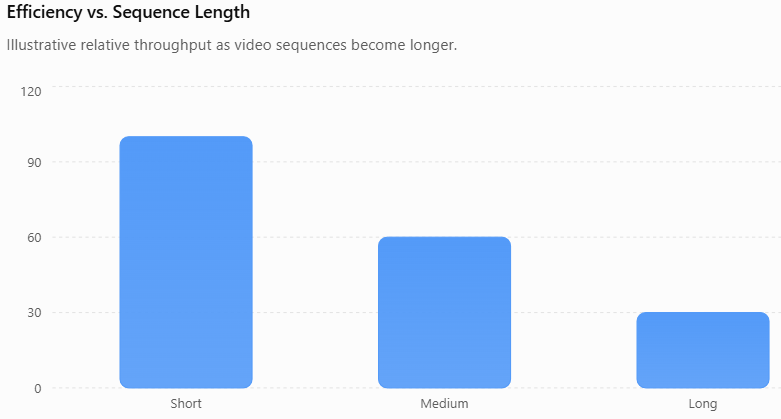 Efficiency vs. Sequence Length
Illustrative relative throughput as video sequences become longer.
120
90
60
30
0
Short Medium Long